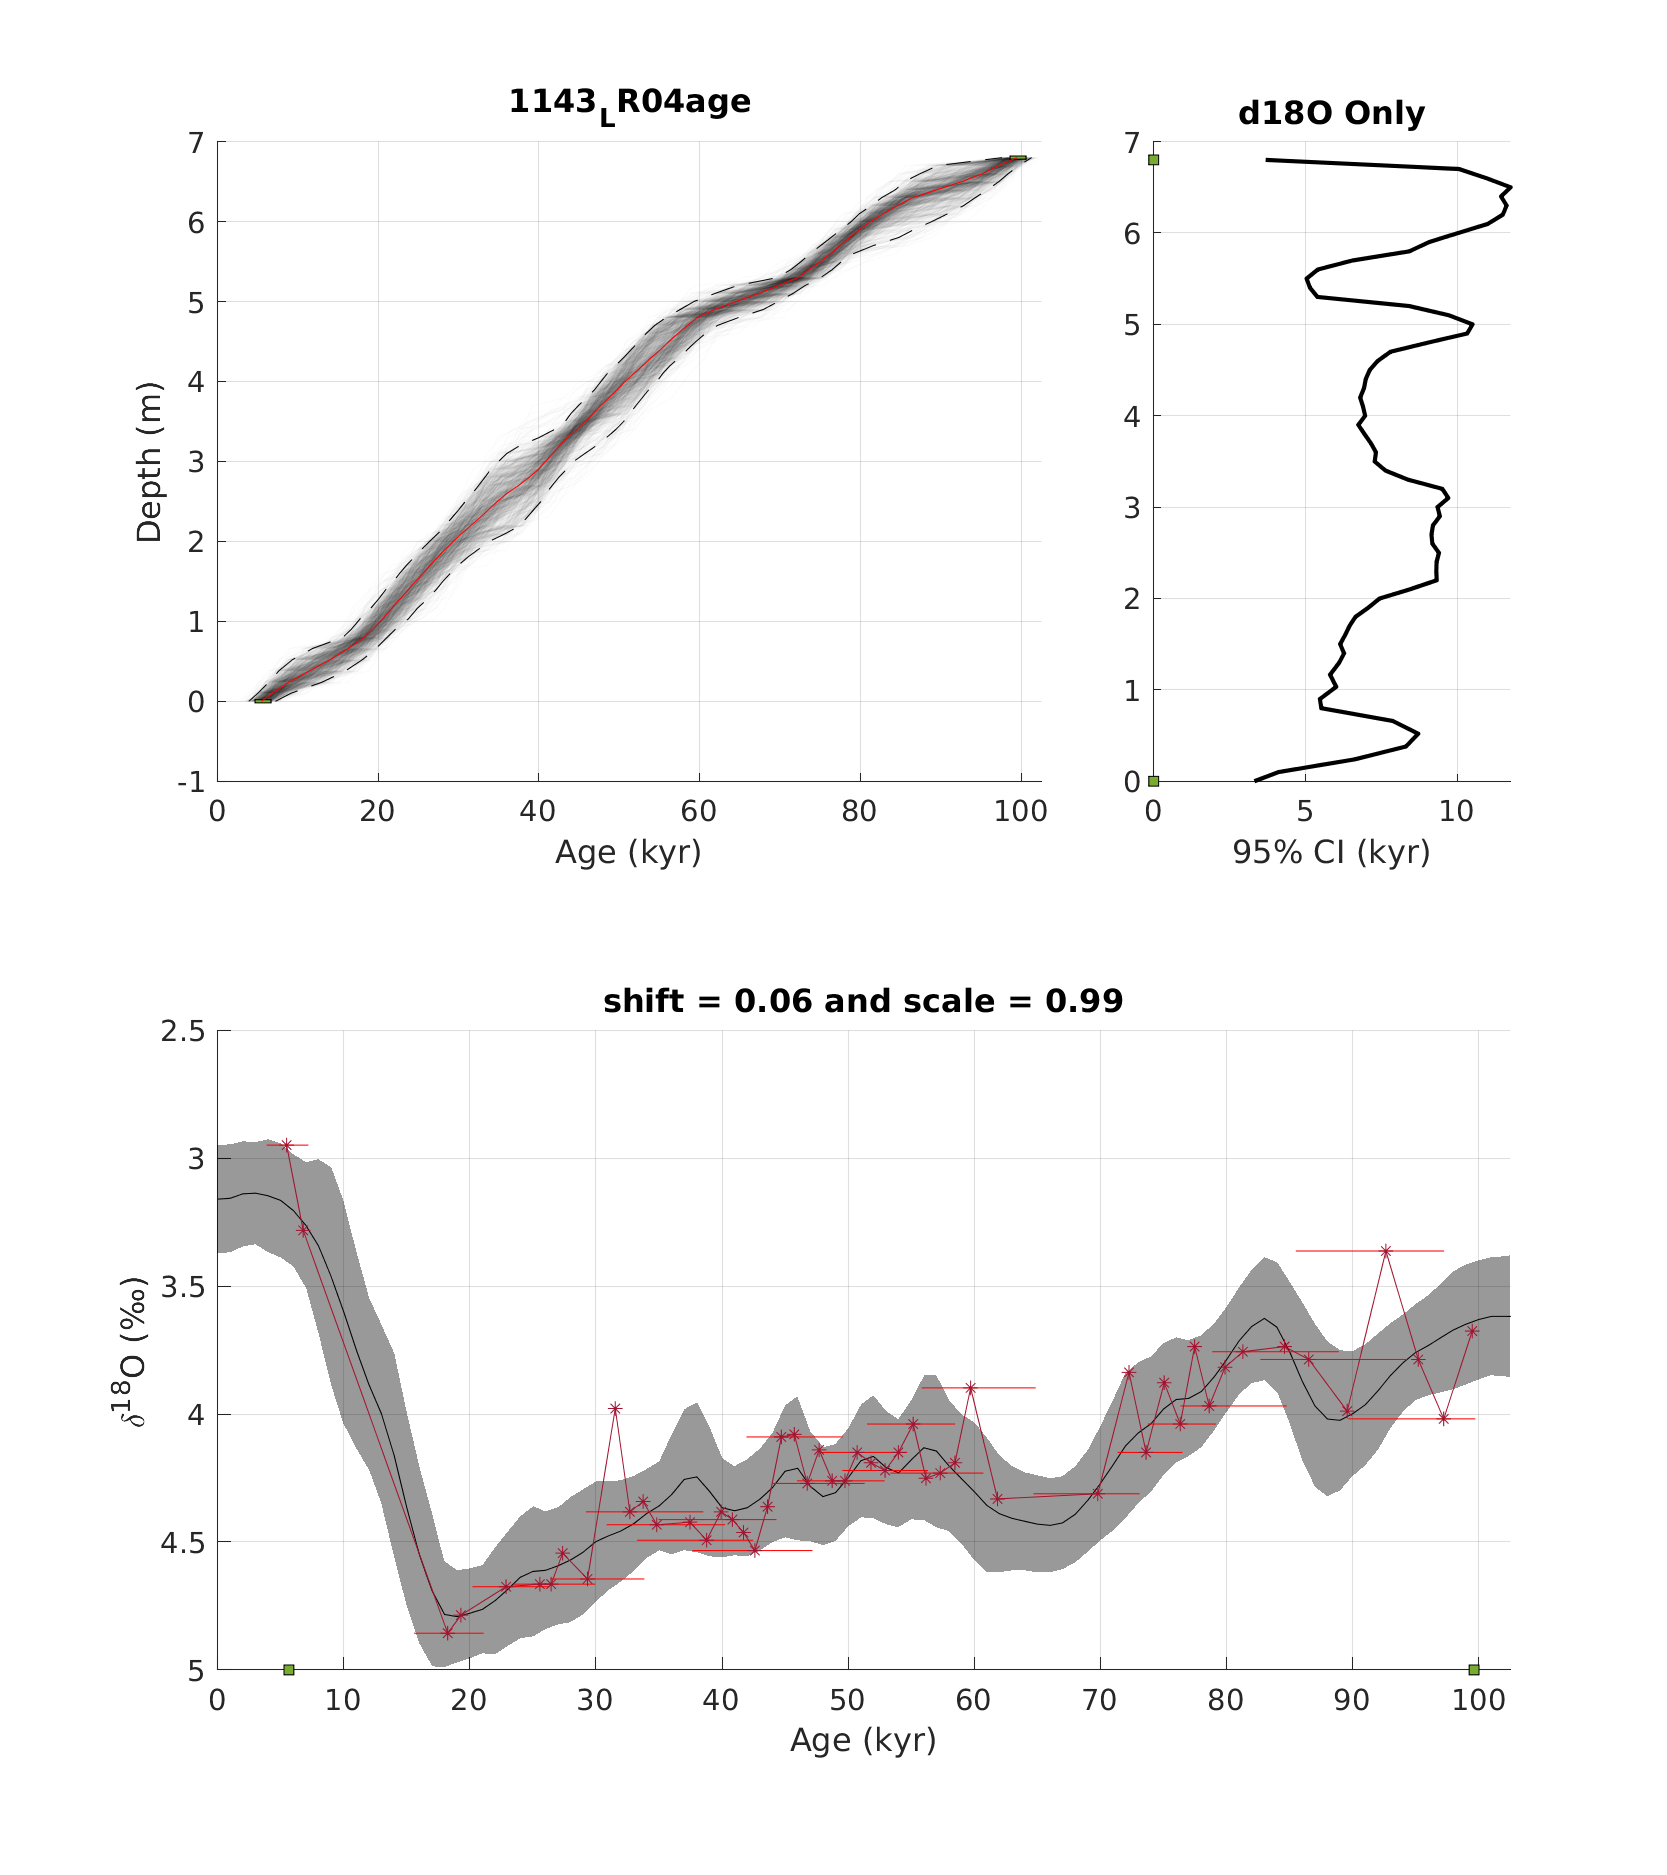 1143LR04age
7
6
5
4
3
2
1
0
-1
Depth (m)
0 20 40 60 80 100
Age (kyr)
d18O Only
7
6
5
4
3
2
1
0
0 5 10
95% CI (kyr)
shift = 0.06 and scale = 0.99
2.5
3
3.5
4
4.5
5
δ18O (‰)
0 10 20 30 40 50 60 70 80 90 100
Age (kyr)